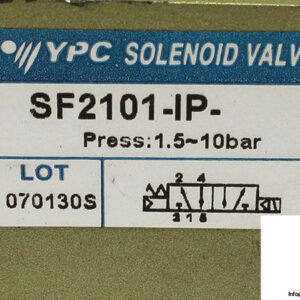 YPC SOLENOID VALV
SF2101-IP-
Press:1.5~10bar
LOT
070130S
2 4
3 1 5